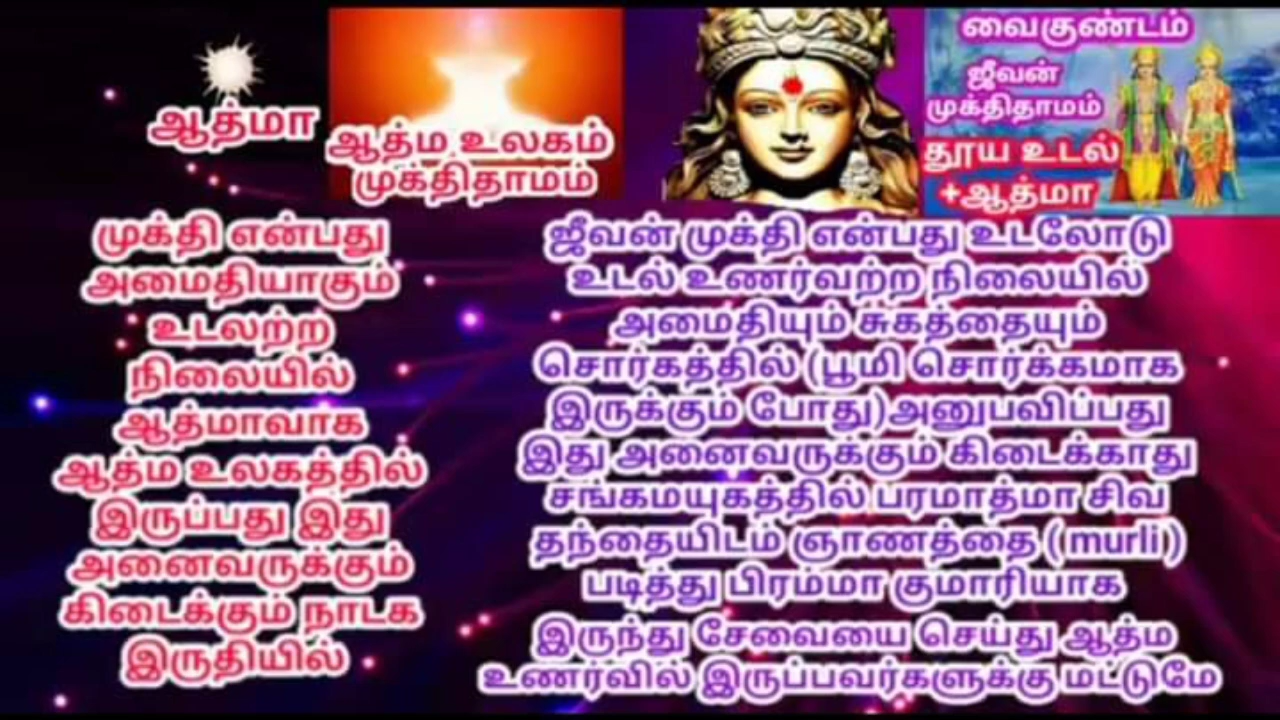 ஆத்மா
ஆத்ம உலகம்
முக்திதாமம்
வைகுண்டம்
ஜீவன்
முக்திதாமம்
தூய உடல்
+ஆத்மா
முக்தி என்பது
அமைதியாகும்
உடலற்ற
நிலையில்
ஆத்மாவாக
ஆத்ம உலகத்தில்
இருப்பது இது
அனைவருக்கும்
கிடைக்கும் நாடக
இருதியில்
ஜீவன் முக்தி என்பது உடலோடு
உடல் உணர்வற்ற நிலையில்
அமைதியும் சுகத்தையும்
சொர்கத்தில் (பூமி சொர்க்கமாக
இருக்கும் போது)அனுபவிப்பது
இது அனைவருக்கும் கிடைக்காது
சங்கமயுகத்தில் பரமாத்மா சிவ
தந்தையிடம் ஞாணத்தை ( murli )
படித்து பிரம்மா குமாரியாக
இருந்து சேவையை செய்து ஆத்ம
உணர்வில் இருப்பவர்களுக்கு மட்டுமே